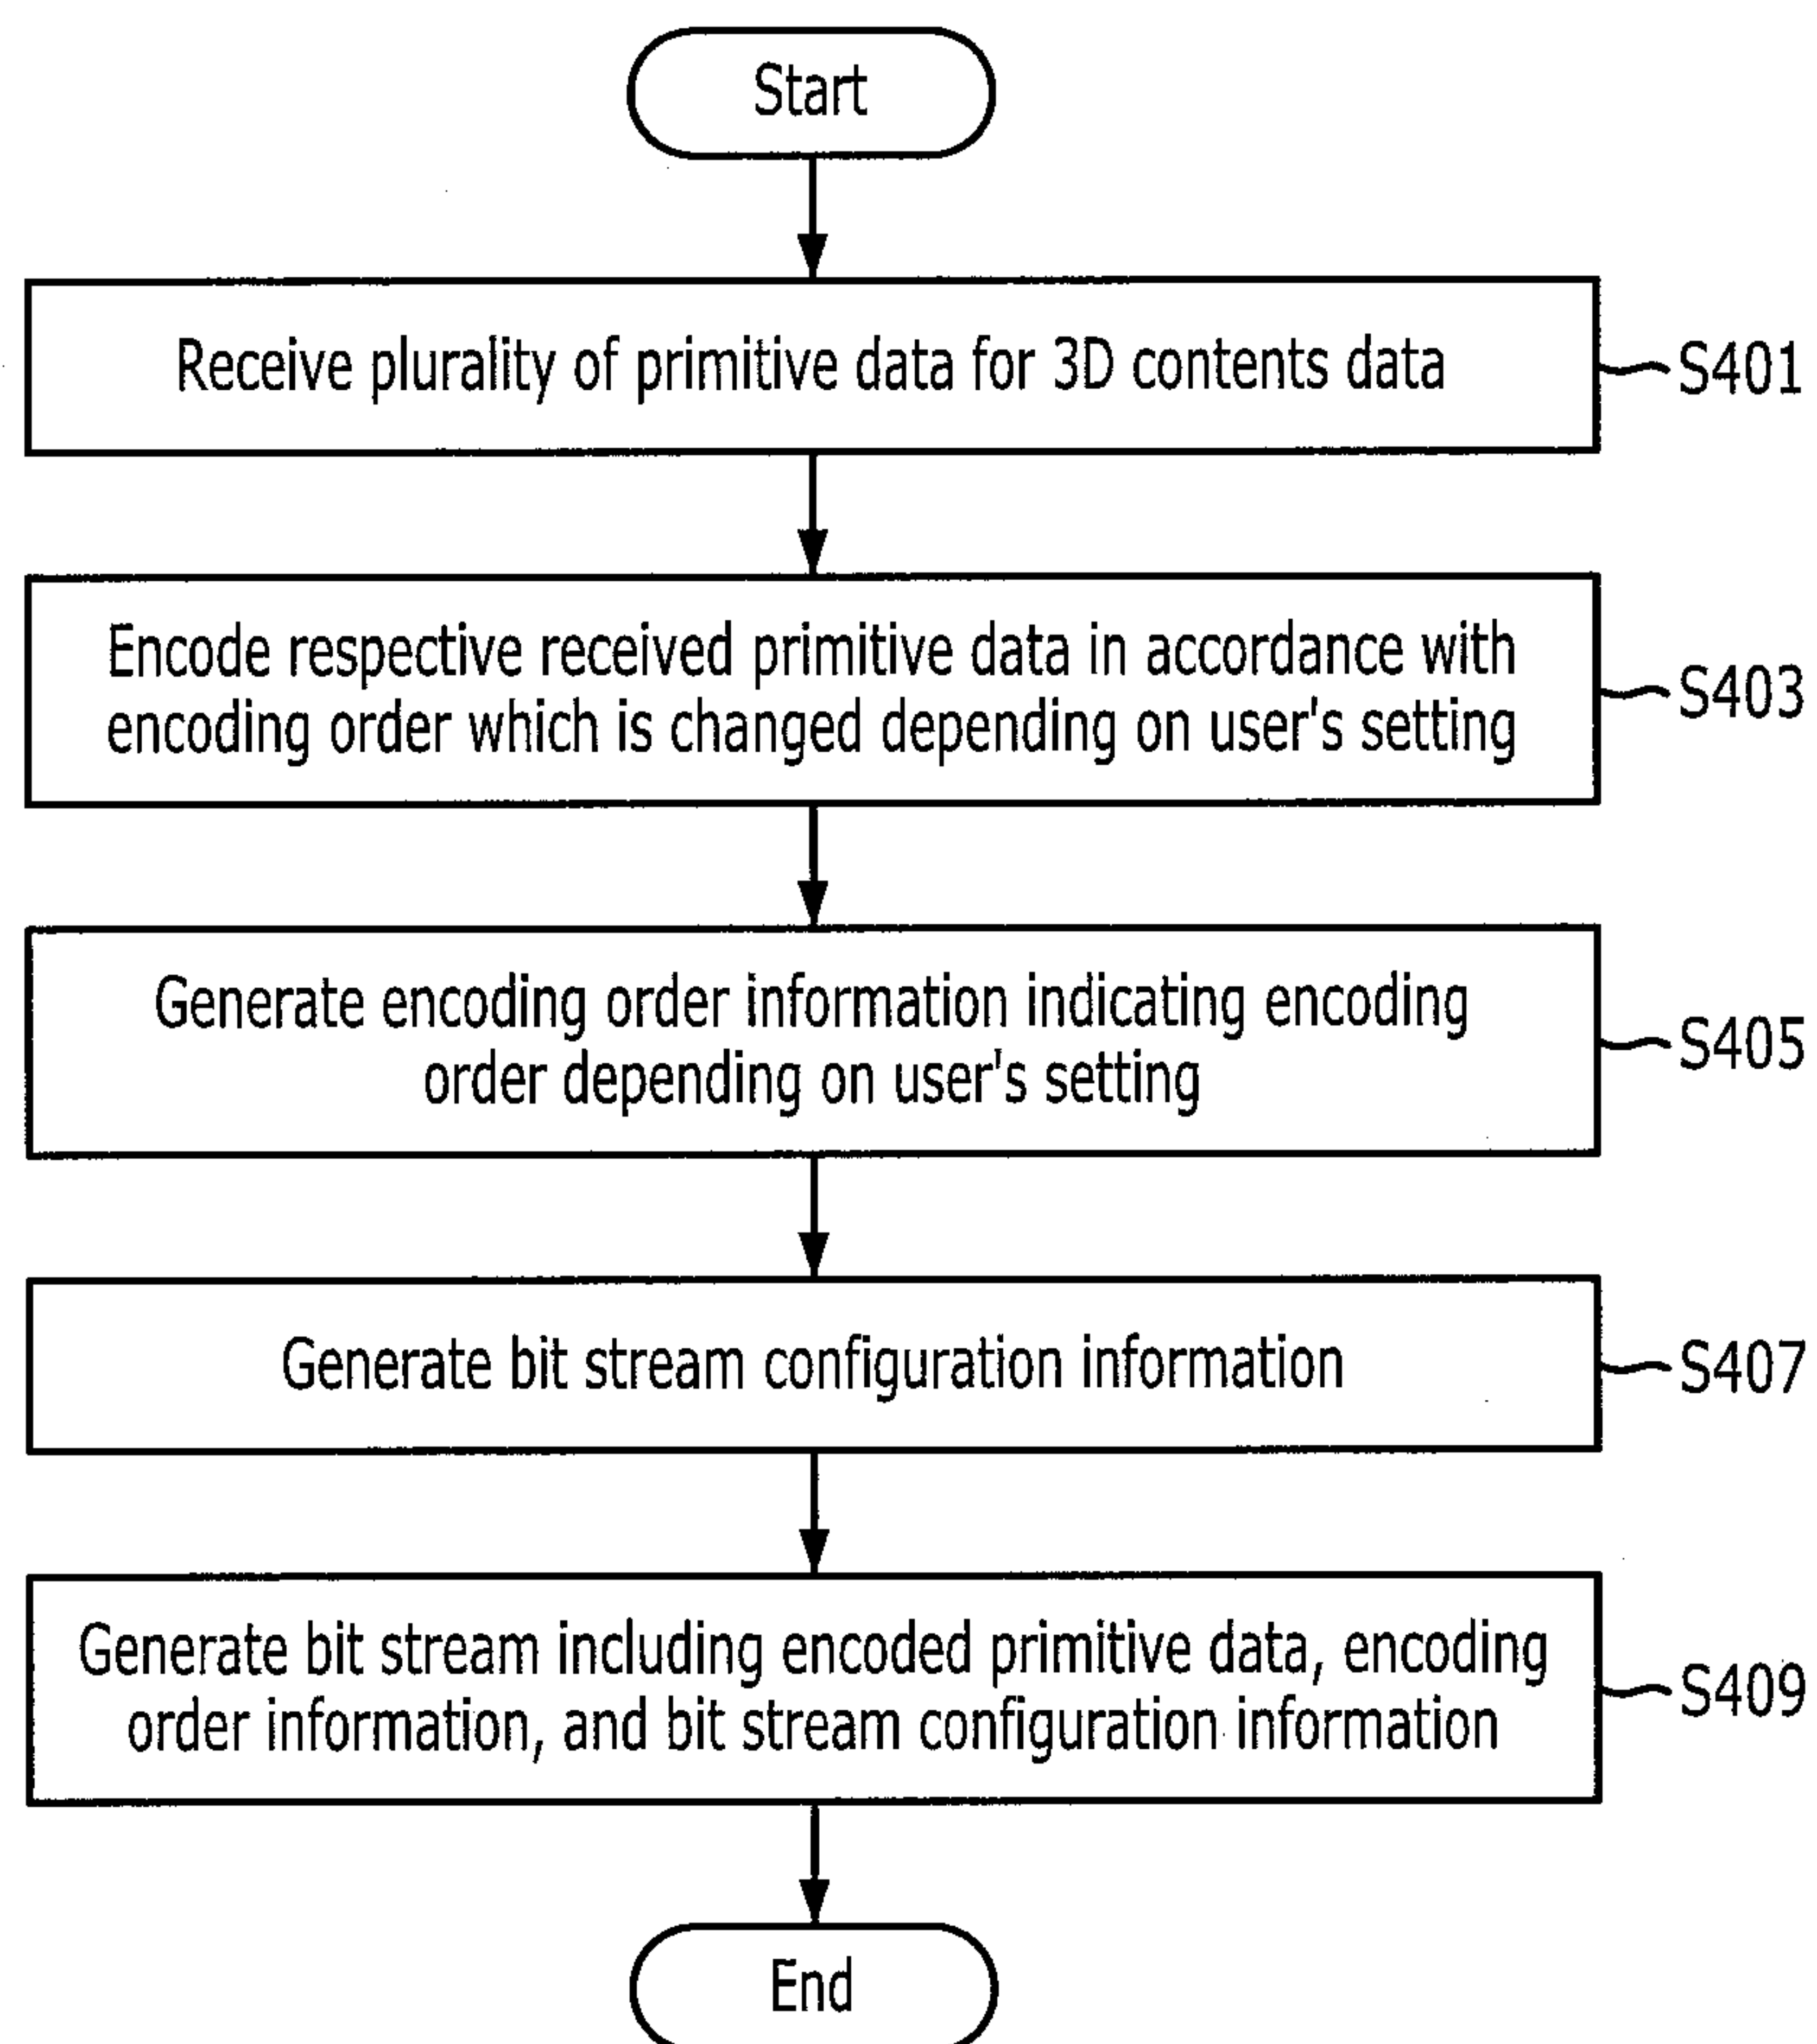 Start
Receive plurality of primitive data for 3D contents data
S401
Encode respective received primitive data in accordance with
encoding order which is changed depending on user's setting
S403
Generate encoding order information indicating encoding
order depending on user's setting
S405
Generate bit stream configuration information
S407
Generate bit stream including encoded primitive data, encoding
order information, and bit stream configuration information
S409
End